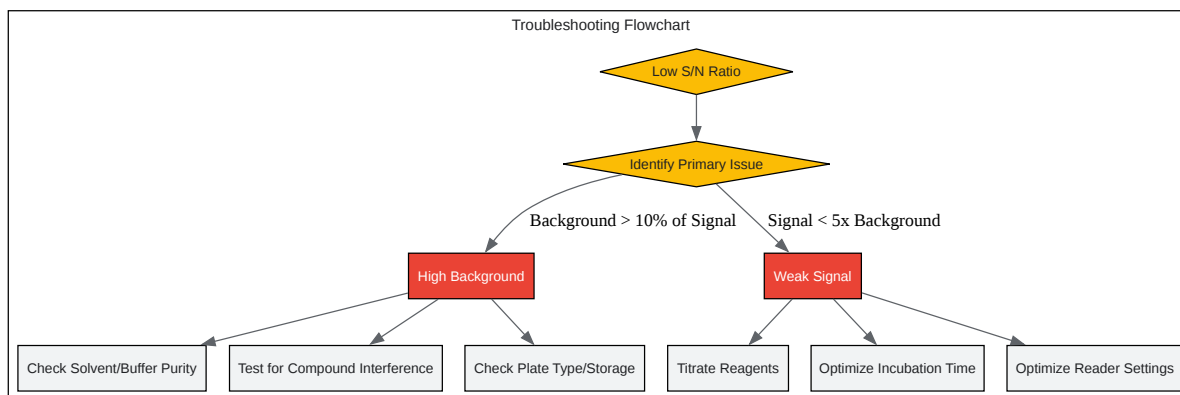 Troubleshooting Flowchart
Low S/N Ratio
Identify Primary Issue
Background > 10% of Signal
Signal < 5x Background
High Background
Weak Signal
Check Solvent/Buffer Purity
Test for Compound Interference
Check Plate Type/Storage
Titrate Reagents
Optimize Incubation Time
Optimize Reader Settings